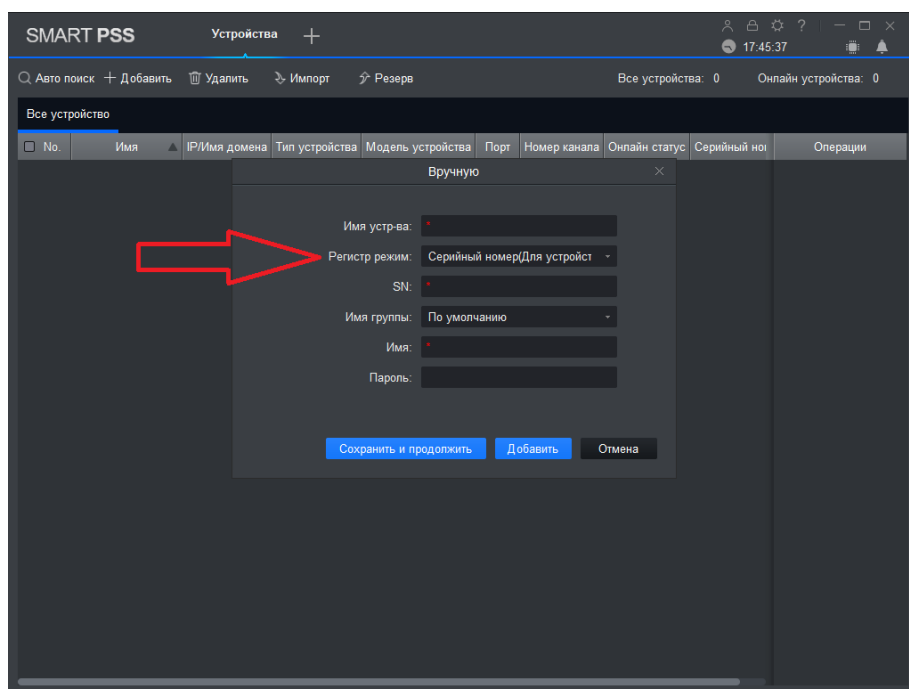 SMART PSS
Устройства
17:45:37
Авто поиск
Добавить
Удалить
Импорт
Резерв
Все устройства: 0
Онлайн устройства: 0
Все устройство
No.
Имя
IP/Имя домена
Тип устройства
Модель устройства
Порт
Номер канала
Онлайн статус
Серийный ног
Операции
Вручную
Имя устр-ва: *
Регистр режим: Серийный номер(Для устройст
SN: *
Имя группы: По умолчанию
Имя: *
Пароль:
Сохранить и продолжить
Добавить
Отмена